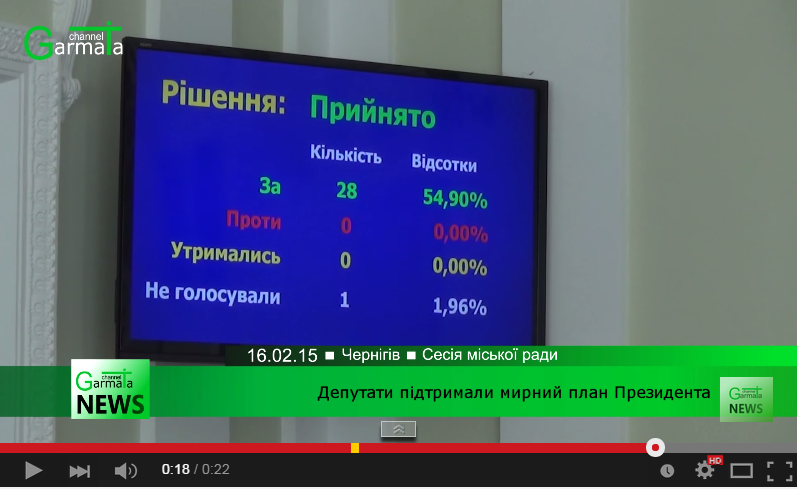 channel
Garmata
Рішення: Прийнято
Кількість Відсотки
За 28 54,90%
Проти 0 0,00%
Утримались 0 0,00%
Не голосували 1 1,96%
16.02.15 ■ Чернігів ■ Сесія міської ради
channel
Garmata
NEWS
Депутати підтримали мирний план Президента
channel
Garmata
NEWS
0:18 / 0:22
HD